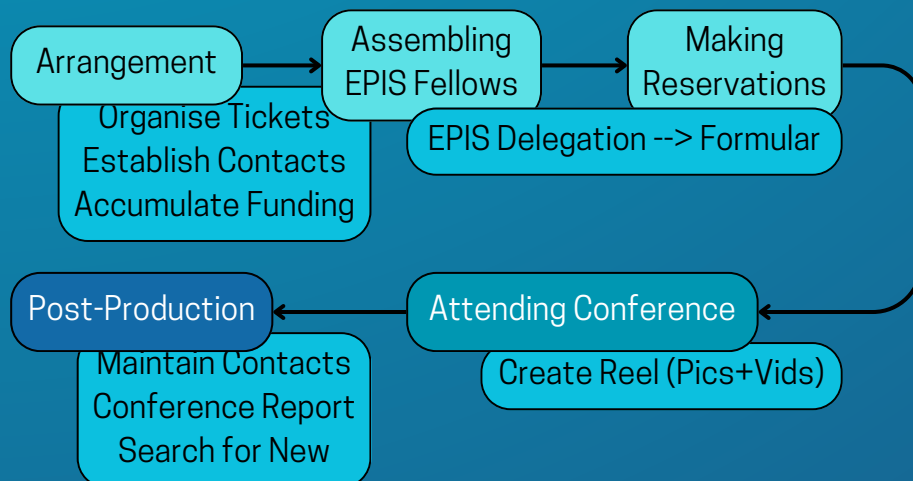 Arrangement
Organise Tickets
Establish Contacts
Accumulate Funding
Assembling
EPIS Fellows
Making
Reservations
EPIS Delegation --> Formular
Attending Conference
Create Reel (Pics+Vids)
Post-Production
Maintain Contacts
Conference Report
Search for New